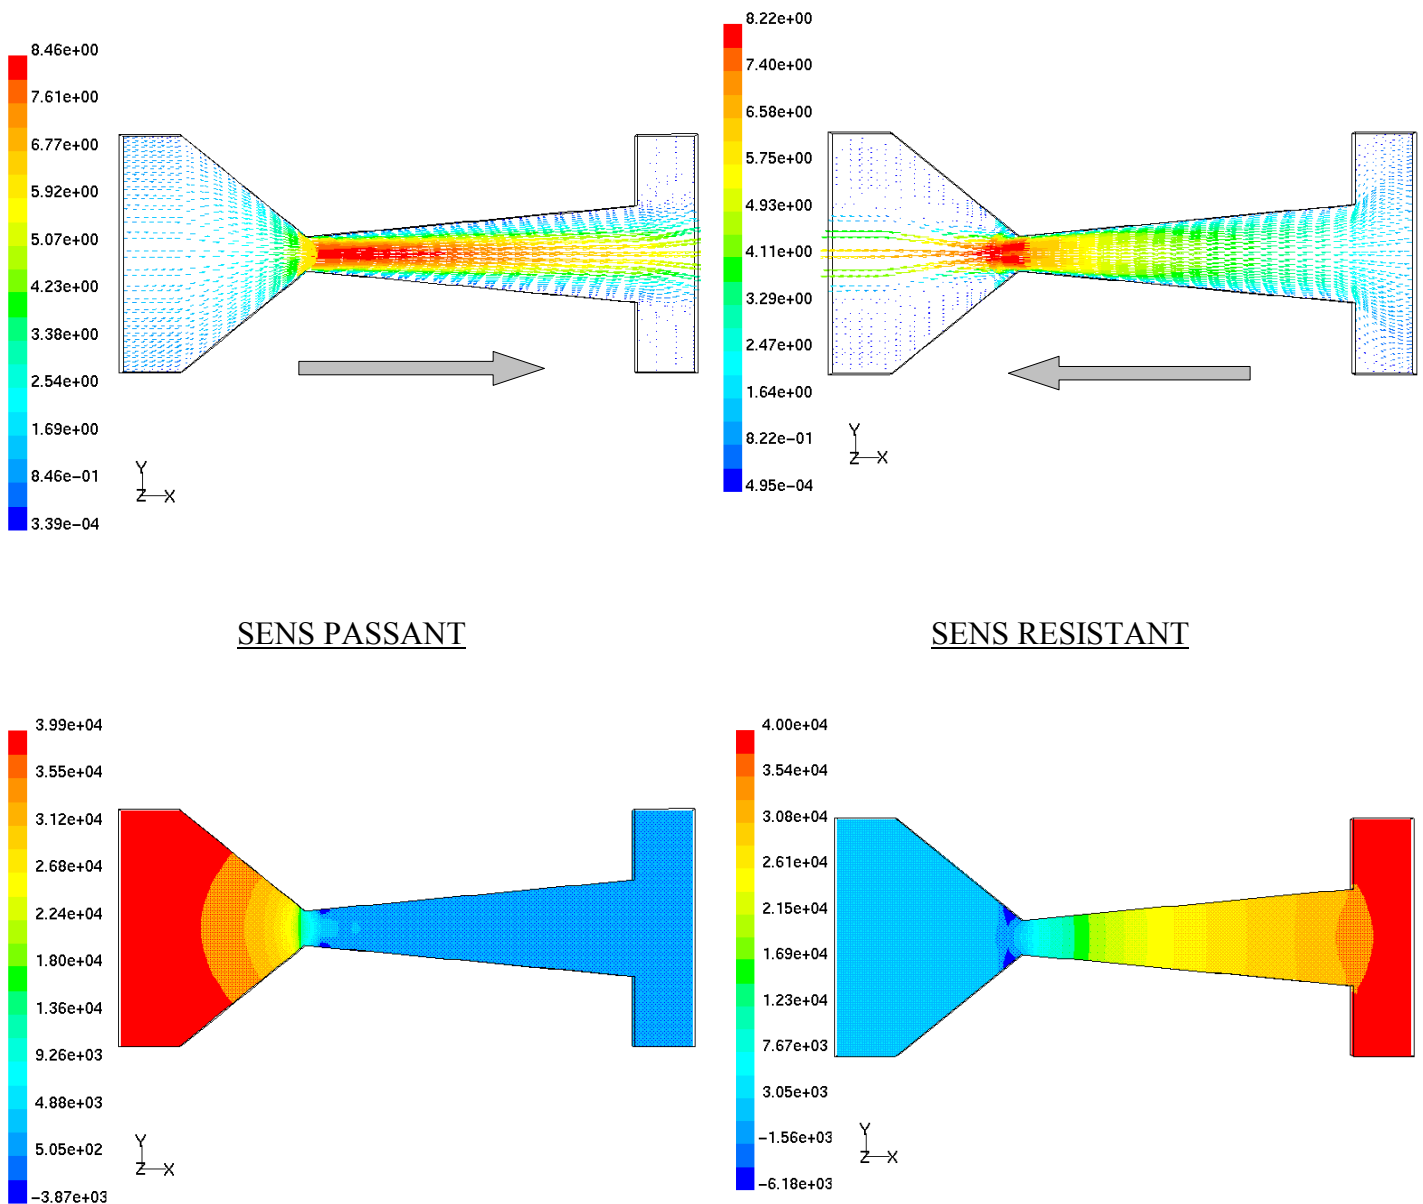 8.46e+00
7.61e+00
6.77e+00
5.92e+00
5.07e+00
4.23e+00
3.38e+00
2.54e+00
1.69e+00
8.46e-01
3.39e-04
Y
Z X
8.22e+00
7.40e+00
6.58e+00
5.75e+00
4.93e+00
4.11e+00
3.29e+00
2.47e+00
1.64e+00
8.22e-01
4.95e-04
Y
Z X
SENS PASSANT
SENS RESISTANT
3.99e+04
3.55e+04
3.12e+04
2.68e+04
2.24e+04
1.80e+04
1.36e+04
9.26e+03
4.88e+03
5.05e+02
-3.87e+03
Y
Z X
4.00e+04
3.54e+04
3.08e+04
2.61e+04
2.15e+04
1.69e+04
1.23e+04
7.67e+03
3.05e+03
-1.56e+03
-6.18e+03
Y
Z X